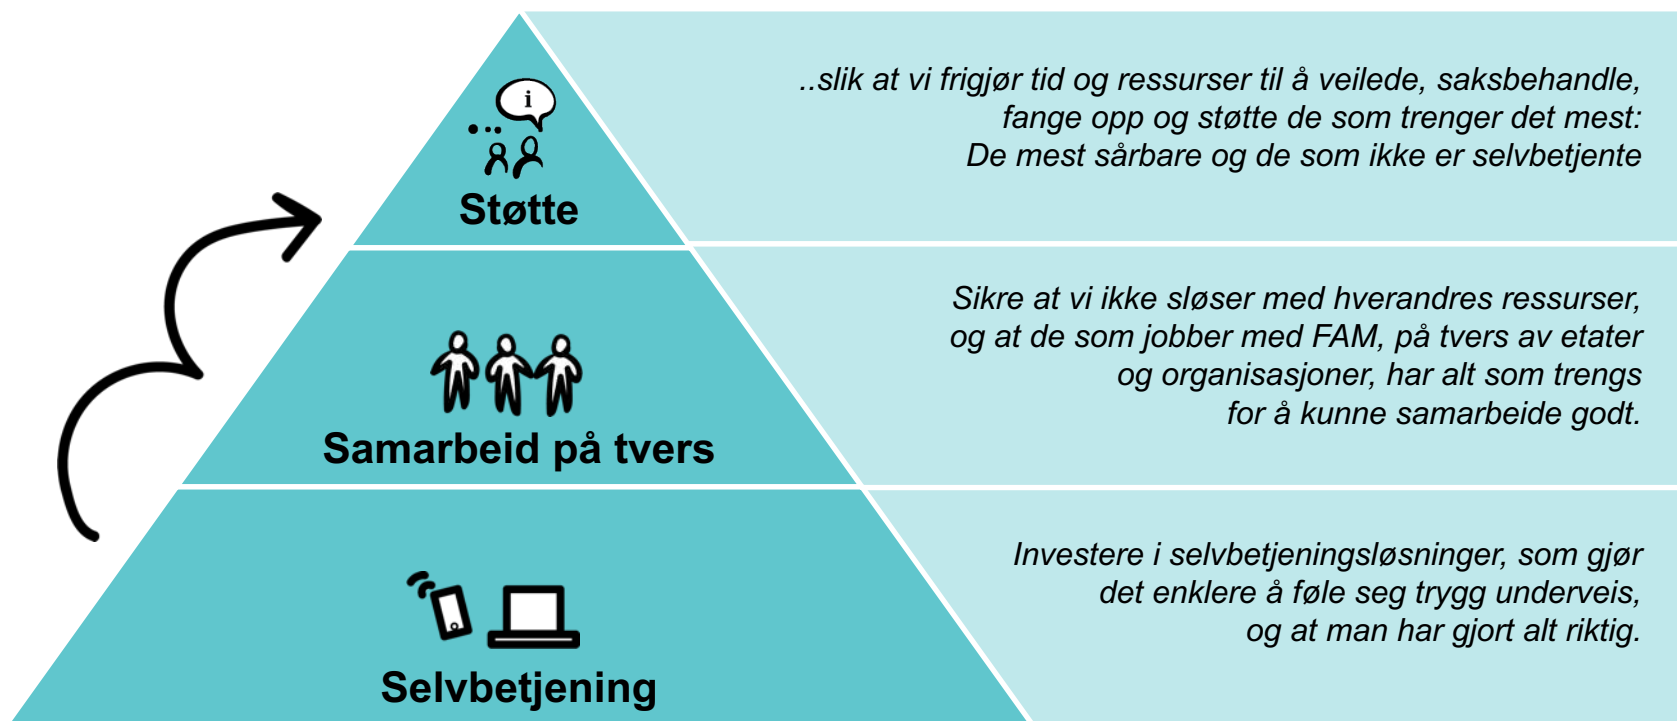 i
..slik at vi frigjør tid og ressurser til å veilede, saksbehandle,
fange opp og støtte de som trenger det mest:
De mest sårbare og de som ikke er selvbetjente
Støtte
Sikre at vi ikke sløser med hverandres ressurser,
og at de som jobber med FAM, på tvers av etater
og organisasjoner, har alt som trengs
for å kunne samarbeide godt.
Samarbeid på tvers
Investere i selvbetjeningsløsninger, som gjør
det enklere å føle seg trygg underveis,
og at man har gjort alt riktig.
Selvbetjening